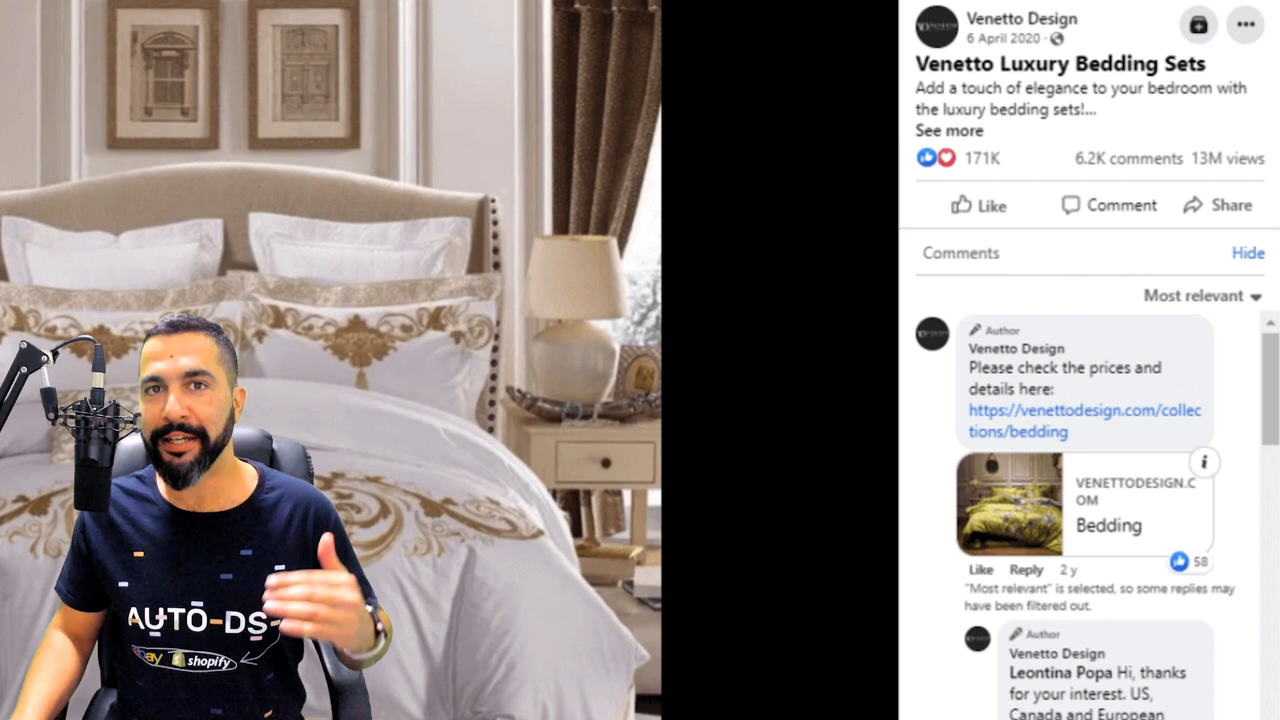 Venetto Design
6 April 2020 ·
Venetto Luxury Bedding Sets
Add a touch of elegance to your bedroom with
the luxury bedding sets!...
See more
171K 6.2K comments 13M views
Like Comment Share
Comments Hide
Most relevant
Author
Venetto Design
Please check the prices and
details here:
https://venettodesign.com/collec
tions/bedding
VENETTODESIGN.C
OM
Bedding
58
Like Reply 2 y
"Most relevant" is selected, so some replies may
have been filtered out.
Author
Venetto Design
Leontina Popa Hi, thanks
for your interest. US,
Canada and European
AUTO-DS
ebay shopify